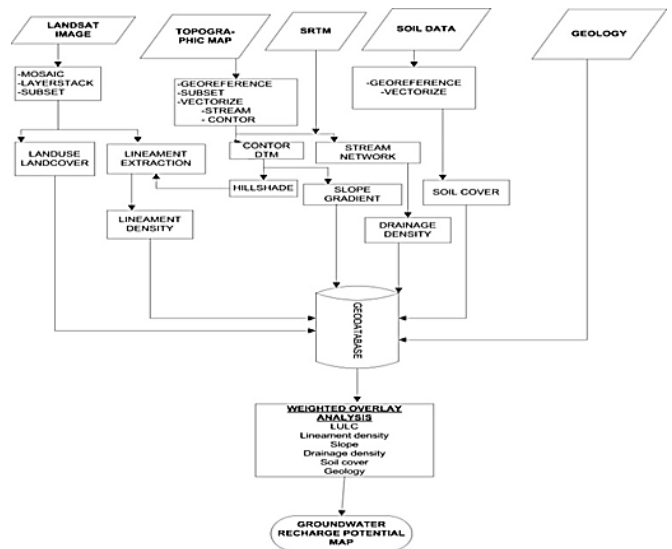 LANDSAT
IMAGE
TOPOGRA-
PHIC MAP
SRTM
SOIL DATA
GEOLOGY
-MOSAIC
-LAYERSTACK
-SUBSET
-GEOREFERENCE
-SUBSET
-VECTORIZE
-STREAM
- CONTOR
-GEOREFERENCE
-VECTORIZE
LANDUSE
LANDCOVER
LINEAMENT
EXTRACTION
CONTOR
DTM
STREAM
NETWORK
HILLSHADE
SLOPE
GRADIENT
SOIL COVER
LINEAMENT
DENSITY
DRAINAGE
DENSITY
GEODATABASE
WEIGHTED OVERLAY
ANALYSIS
LULC
Lineament density
Slope
Drainage density
Soil cover
Geology
GROUNDWATER
RECHARGE POTENTIAL
MAP